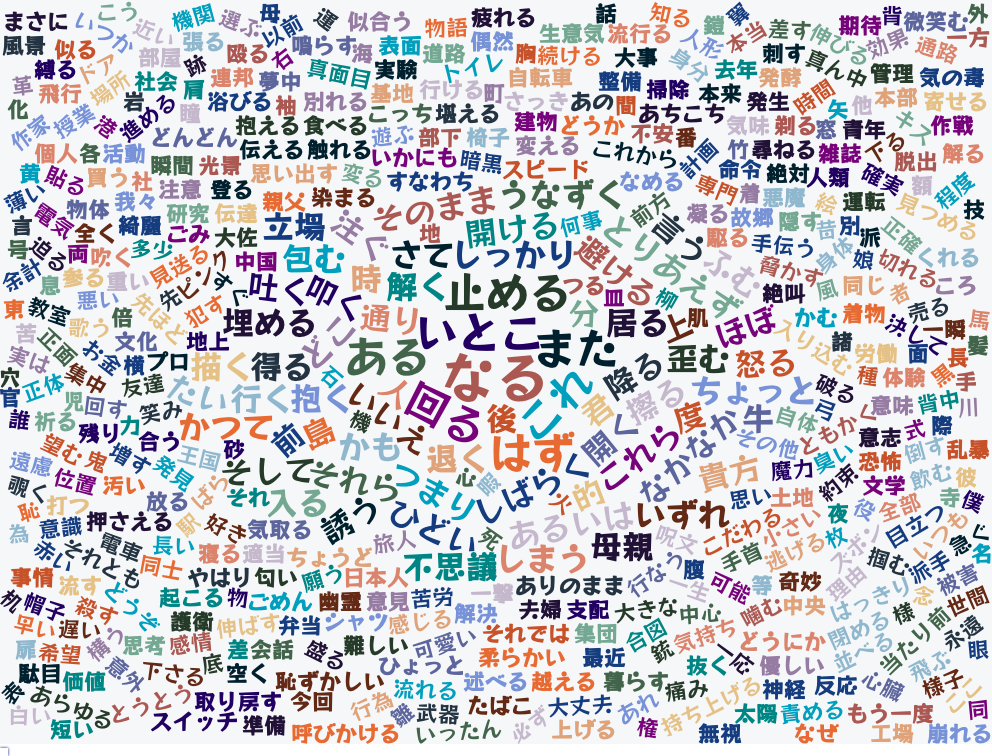 まさに いつか こう 近い 機関 選ぶ 母 以前 運 似合う 物語 疲れる 話 知る 翼 背 微笑む 外
風景 似る 部屋 張る 殴る 右 鳴らす 海 表面 道路 偶然 生意気 流行る 鎧 本当 差す 伸びる 期待 効果 一方
縛る ドア 跡 夢中 真面目 実験 トイレ 胸 続ける 大事 人形 刺す 真ん中 通路
革 飛行 場所 社会 肩 連邦 基地 行ける 町 自転車 整備 掃除 身分 去年 発酵 管理 気の毒
化 岩 進める 瞳 浴びる 袖 別れる こっち 堪える さっき あの 間 本来 発生 時間 矢 他 本部 寄せる
作家 授業 港 どんどん 抱える 食べる 遊ぶ 部下 椅子 建物 どうか あちこち 不安 番 気味 剃る 窓 青年 キス 作戦
個人 各 活動 伝える 触れる いかにも 暗黒 変える これから 計画 竹 尋ねる 雑誌 下る 脱出 解る
黄 貼る 買う 社 瞬間 光景 思い出す 変る すなわち スピード なめる 専門 命令 絶対 人類 確実 額 程度
薄い 物体 我々 注意 登る 親父 染まる そのまま うなずく 前方 凝る 着 悪魔 故郷 隠す 絵 運転 見つめる 技
言 電気 全く 綺麗 研究 伝達 立場 注ぐ 地 開ける 何事 とりあえず 言う 駆る 手伝う 別 派 正確
号 迫る 両 吹く 多少 ごみ 大佐 中国 包む 時 さて しっかり 避ける ふむ 脅かす 身体 娘 切れる くれる
余計 息 参る 重い 見送る ピンク 先 すぐ 吐く 叩く 解く 止める つる 皿 柳 絶叫 風 同じ 者 ころ
東 教室 悪い 先ほど 犯す 埋める 通り いとこ 分 居る 上 肌 ほぼ 入り込む かむ 着物 決して 売る 一瞬 馬
苦 正面 歌う 倍 文化 地上 リン どれ ある また 歪む 怒る 諸 労働 面 長 髪
実は お金 横 プロ 描く 得る 石 なる これ 降る 種 体験 黒 手
穴 正体 集中 友達 たい 行く 抱く いいえ イ 回る 後 君 擦る ちょっと 破る 弓 意味 背中 川
官 児 回す 力 笑み かつて 前 島 機 かも はず 開く これら 度 なかなか 牛 自体 ともかく 式 際
誰 祈る 残り 合う 砂 退く 貴方 その他 意志 倒す 乱暴
望む 鬼 増す 発見 王国 そして それら 心 暇 しばらく 的 魔力 臭い 恐怖 飲む 彼
遠慮 位置 汚い ばら それ 入る つまり いずれ 思い 土地 約束 文学 寺 僕
覗く 恥 打つ 放る 駅 好き 気取る 誘う ひどい あるいは 呪文 こだわる 小さい 夜 役 全部 目立つ いつも 急ぐ
為 意識 押さえる 旅人 死 しまう 母親 手首 逃げる 枚 ズボン 掴む 派手 名
赤い それとも 電車 長い 寝る 適当 ちょうど 不思議 行なう 腹 理由 被害
事情 流す 同士 やはり 匂い 願う 日本人 一撃 ありのまま 一生 可能 等 奇妙 はっきり 念
机 帽子 殺す どうぞ 起こる 物 ごめん 幽霊 意見 苦労 解決 夫婦 支配 大きな 中心 噛む 中央 様 世間
早い 遅い 横う 護衛 伸ばす 弁当 シャツ 感じる それでは 集団 合図 気持ち どうにか 閉める 当たり前 永遠
扉 希望 思考 感情 差 会話 盛る 難しい 可愛い 柔らかい 最近 銃 一応 優しい 並べる 飛ぶ 眼
駄目 価値 意外 下さる 底 空く 恥ずかしい ひょっと 述べる 越える 暮らす 痛み 抜く 神経 反応 心臓 様子
秀 あらゆる とうとう 取り戻す 今回 行為 流れる たばこ 大丈夫 あれ 持ち上げる 太陽 責める もう一度 ここ 同
白い 短い スイッチ 準備 呼びかける 雛 武器 いったん 必ず 上げる 権 無視 なぜ 工場 崩れる